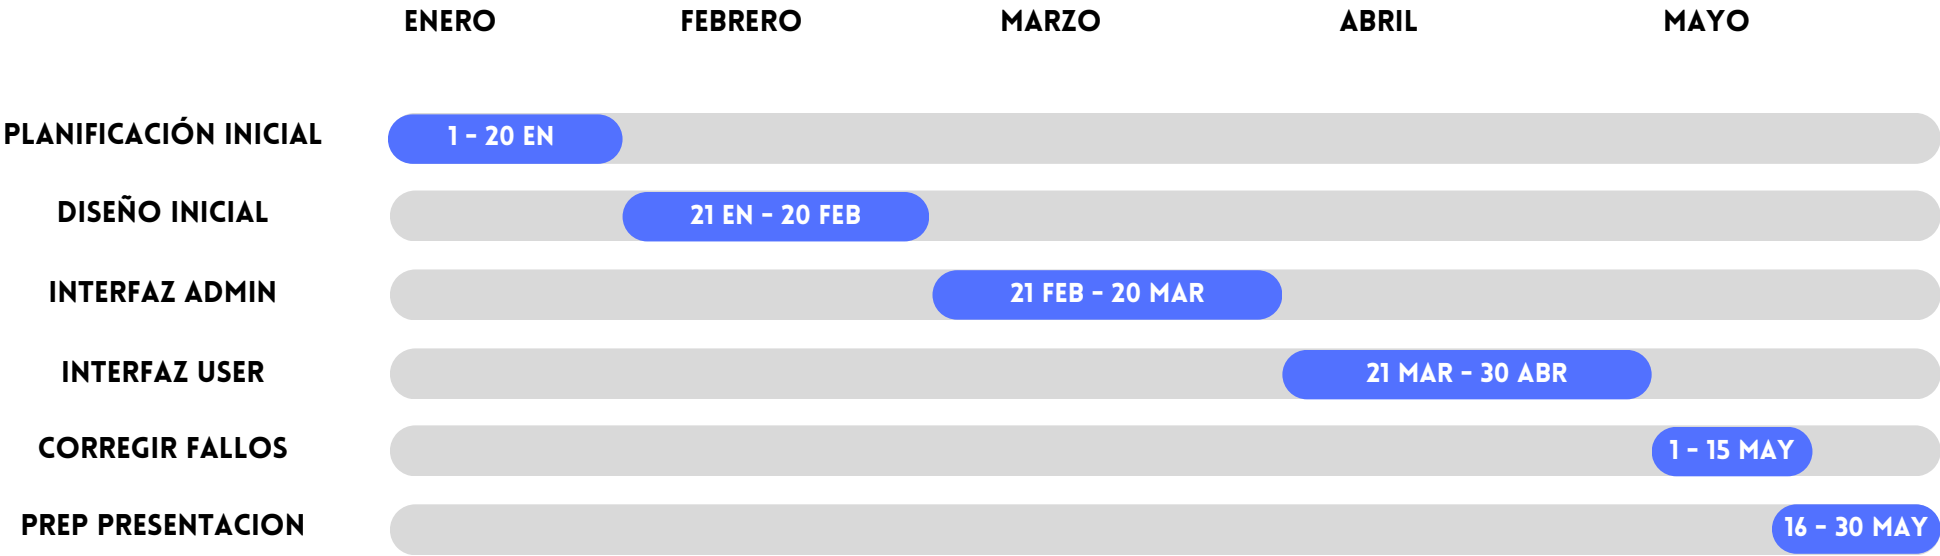 ENERO FEBRERO MARZO ABRIL MAYO
PLANIFICACIÓN INICIAL 1 - 20 EN
DISEÑO INICIAL 21 EN - 20 FEB
INTERFAZ ADMIN 21 FEB - 20 MAR
INTERFAZ USER 21 MAR - 30 ABR
CORREGIR FALLOS 1 - 15 MAY
PREP PRESENTACION 16 - 30 MAY